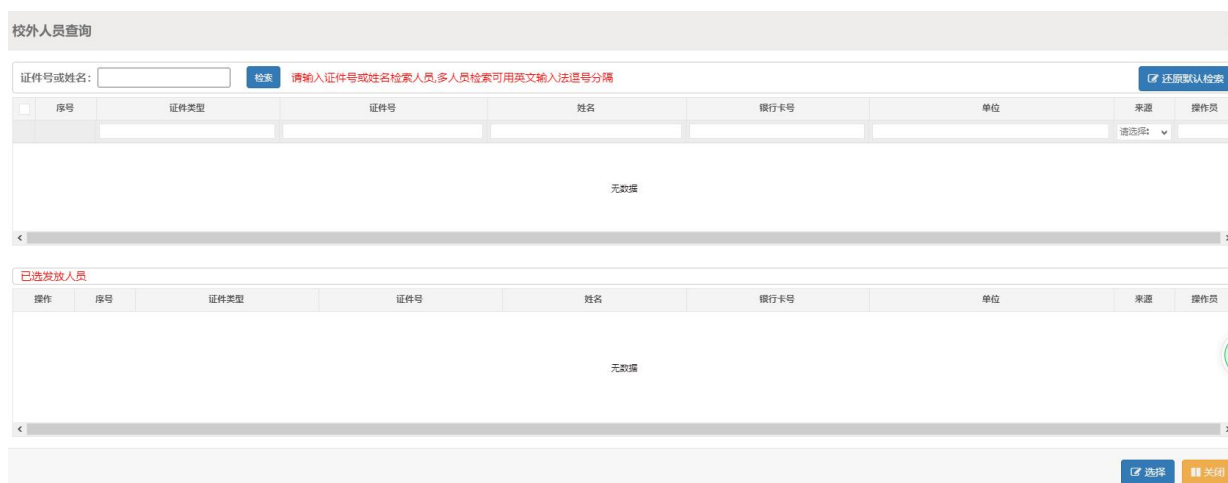 校外人员查询
证件号或姓名: 检索 请输入证件号或姓名检索人员,多人员检索可用英文输入法逗号分隔 还原默认检索
序号 证件类型 证件号 姓名 银行卡号 单位 来源 操作员
请选择
无数据
已选发放人员
操作 序号 证件类型 证件号 姓名 银行卡号 单位 来源 操作员
无数据
选择 关闭